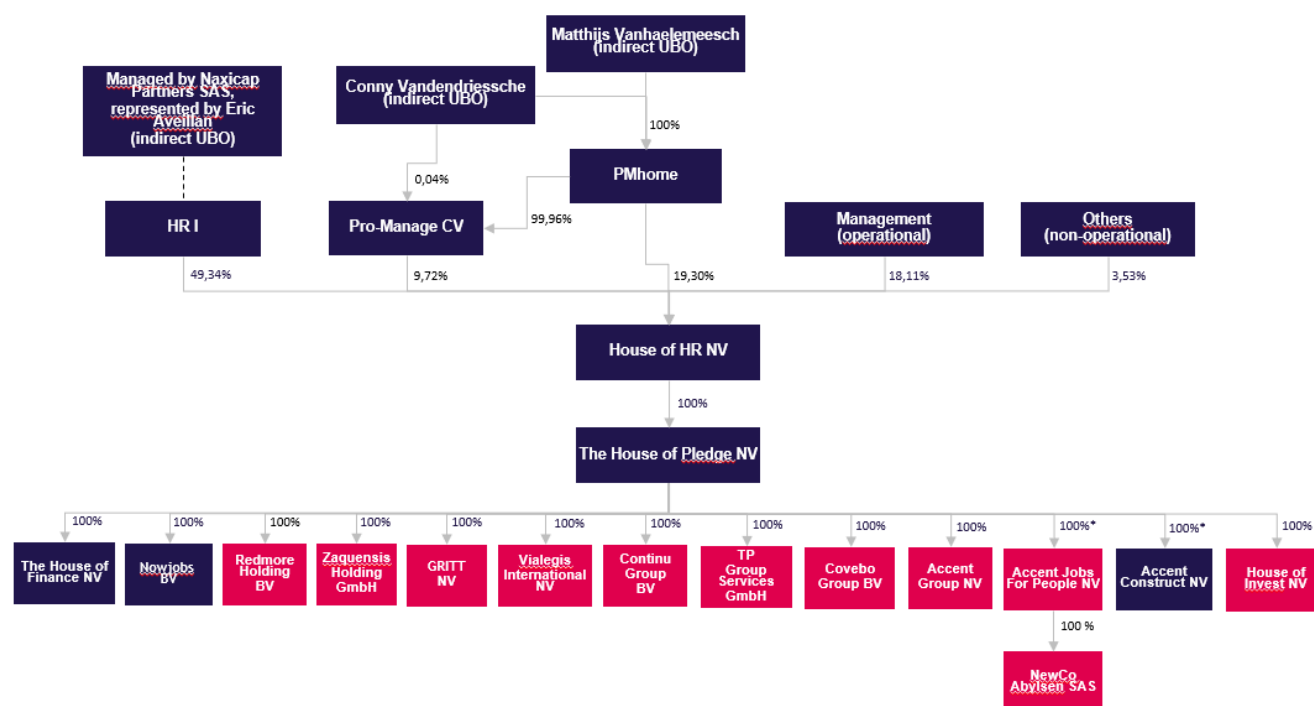 Matthijs Vanhaelemeesch
(indirect UBO)
Managed by Naxicap
Partners SAS,
represented by Eric
Aveillan
(indirect UBO)
Conny Vandendriessche
(indirect UBO)
100%
PMhome
0,04%
99,96%
HR I
Pro-Manage CV
Management
(operational)
Others
(non-operational)
49,34%
9,72%
19,30%
18,11%
3,53%
House of HR NV
100%
The House of Pledge NV
100%
100%
100%
100%
100%
100%
100%
100%
100%
100%
100%*
100%*
100%
The House of
Finance NV
Nowjobs
BV
Redmore
Holding
BV
Zaquensis
Holding
GmbH
GRITT
NV
Vialegis
International
NV
Continu
Group
BV
TP
Group
Services
GmbH
Covebo
Group BV
Accent
Group NV
Accent Jobs
For People NV
Accent
Construct NV
House of
Invest NV
100 %
NewCo
Abylsen SAS